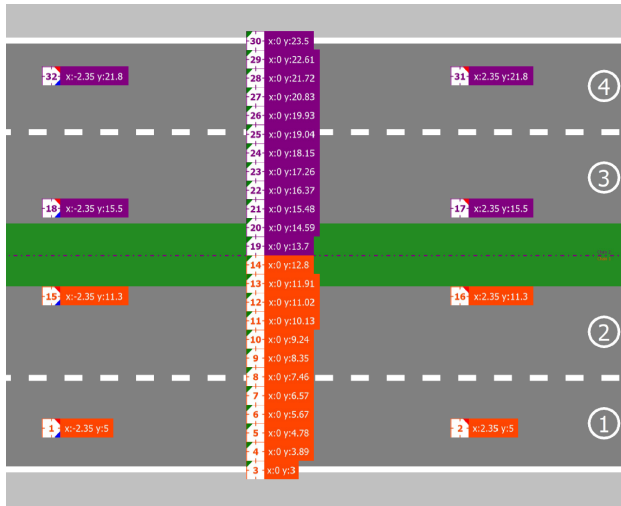 30 x:0 y:23.5
29 x:0 y:22.61
32 x:-2.35 y:21.8
28 x:0 y:21.72
31 x:2.35 y:21.8
4
27 x:0 y:20.83
26 x:0 y:19.93
25 x:0 y:19.04
24 x:0 y:18.15
23 x:0 y:17.26
3
22 x:0 y:16.37
18 x:-2.35 y:15.5
21 x:0 y:15.48
17 x:2.35 y:15.5
20 x:0 y:14.59
19 x:0 y:13.7
14 x:0 y:12.8
13 x:0 y:11.91
15 x:-2.35 y:11.3
12 x:0 y:11.02
16 x:2.35 y:11.3
11 x:0 y:10.13
2
10 x:0 y:9.24
9 x:0 y:8.35
8 x:0 y:7.46
7 x:0 y:6.57
6 x:0 y:5.67
1
1 x:-2.35 y:5
5 x:0 y:4.78
2 x:2.35 y:5
4 x:0 y:3.89
3 x:0 y:3